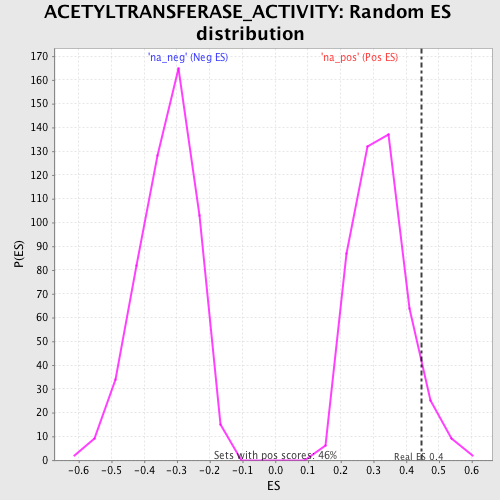 ACETYLTRANSFERASE_ACTIVITY: Random ES
distribution
'na_neg' (Neg ES)
'na_pos' (Pos ES)
170
160
150
140
130
120
110
100
90
80
70
60
50
40
30
20
10
0
P(ES)
Sets with pos scores: 46%
Real ES 0.4
-0.6 -0.5 -0.4 -0.3 -0.2 -0.1 0.0 0.1 0.2 0.3 0.4 0.5 0.6
ES